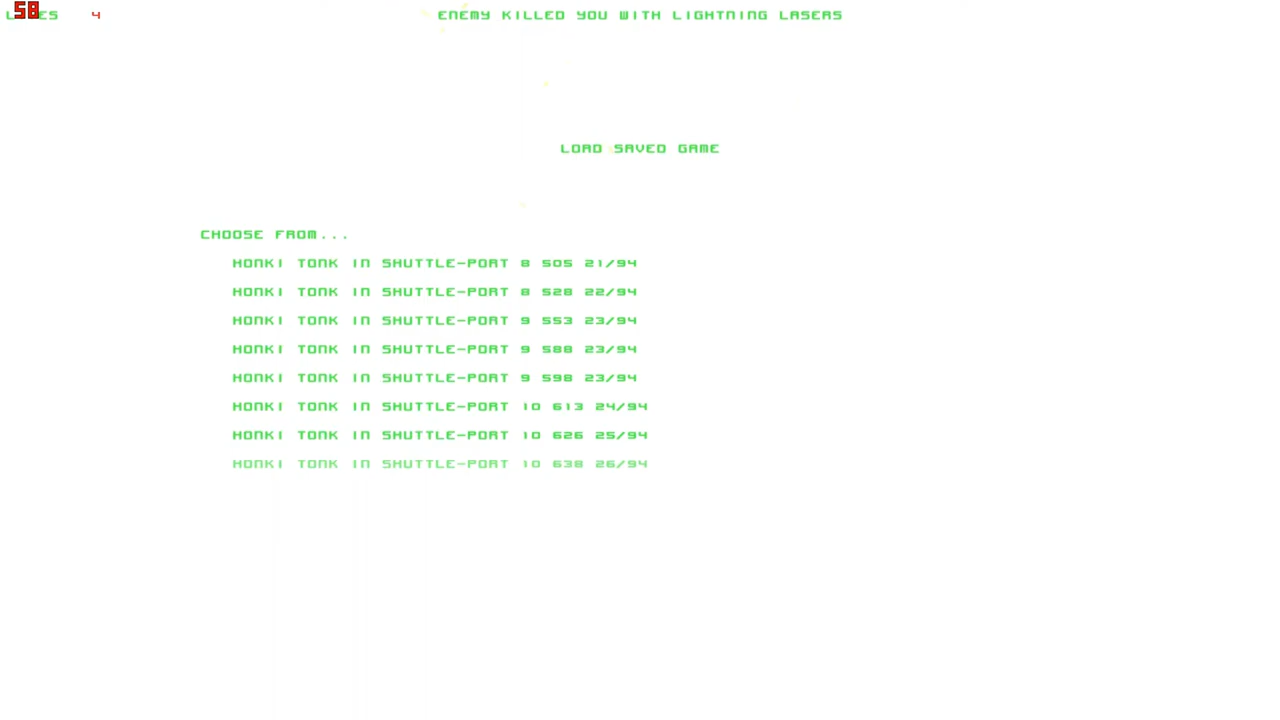 58 ES 4
ENEMY KILLED YOU WITH LIGHTNING LASERS
LOAD SAVED GAME
CHOOSE FROM...
HONKI TONK IN SHUTTLE-PORT 8 505 21/94
HONKI TONK IN SHUTTLE-PORT 8 528 22/94
HONKI TONK IN SHUTTLE-PORT 9 553 23/94
HONKI TONK IN SHUTTLE-PORT 9 588 23/94
HONKI TONK IN SHUTTLE-PORT 9 598 23/94
HONKI TONK IN SHUTTLE-PORT 10 613 24/94
HONKI TONK IN SHUTTLE-PORT 10 626 25/94
HONKI TONK IN SHUTTLE-PORT 10 638 26/94